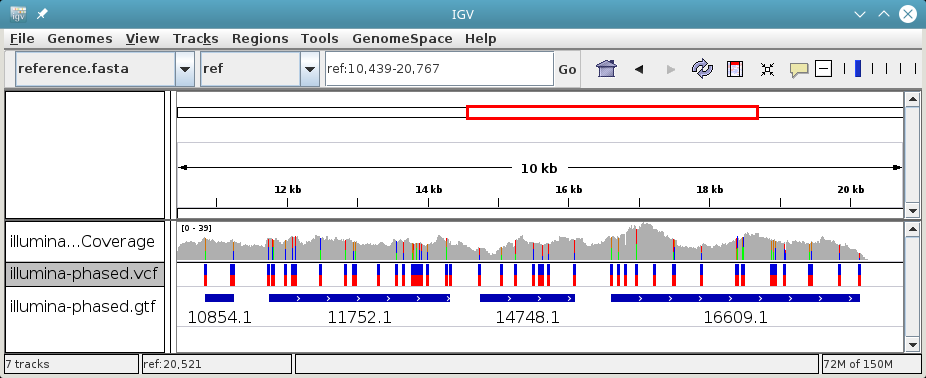 IGV
File Genomes View Tracks Regions Tools GenomeSpace Help
reference.fasta ref ref:10,439-20,767 Go
10 kb
12 kb 14 kb 16 kb 18 kb 20 kb
[0 - 39]
illumina...Coverage
illumina-phased.vcf
illumina-phased.gtf
10854.1 11752.1 14748.1 16609.1
7 tracks ref:20,521 72M of 150M